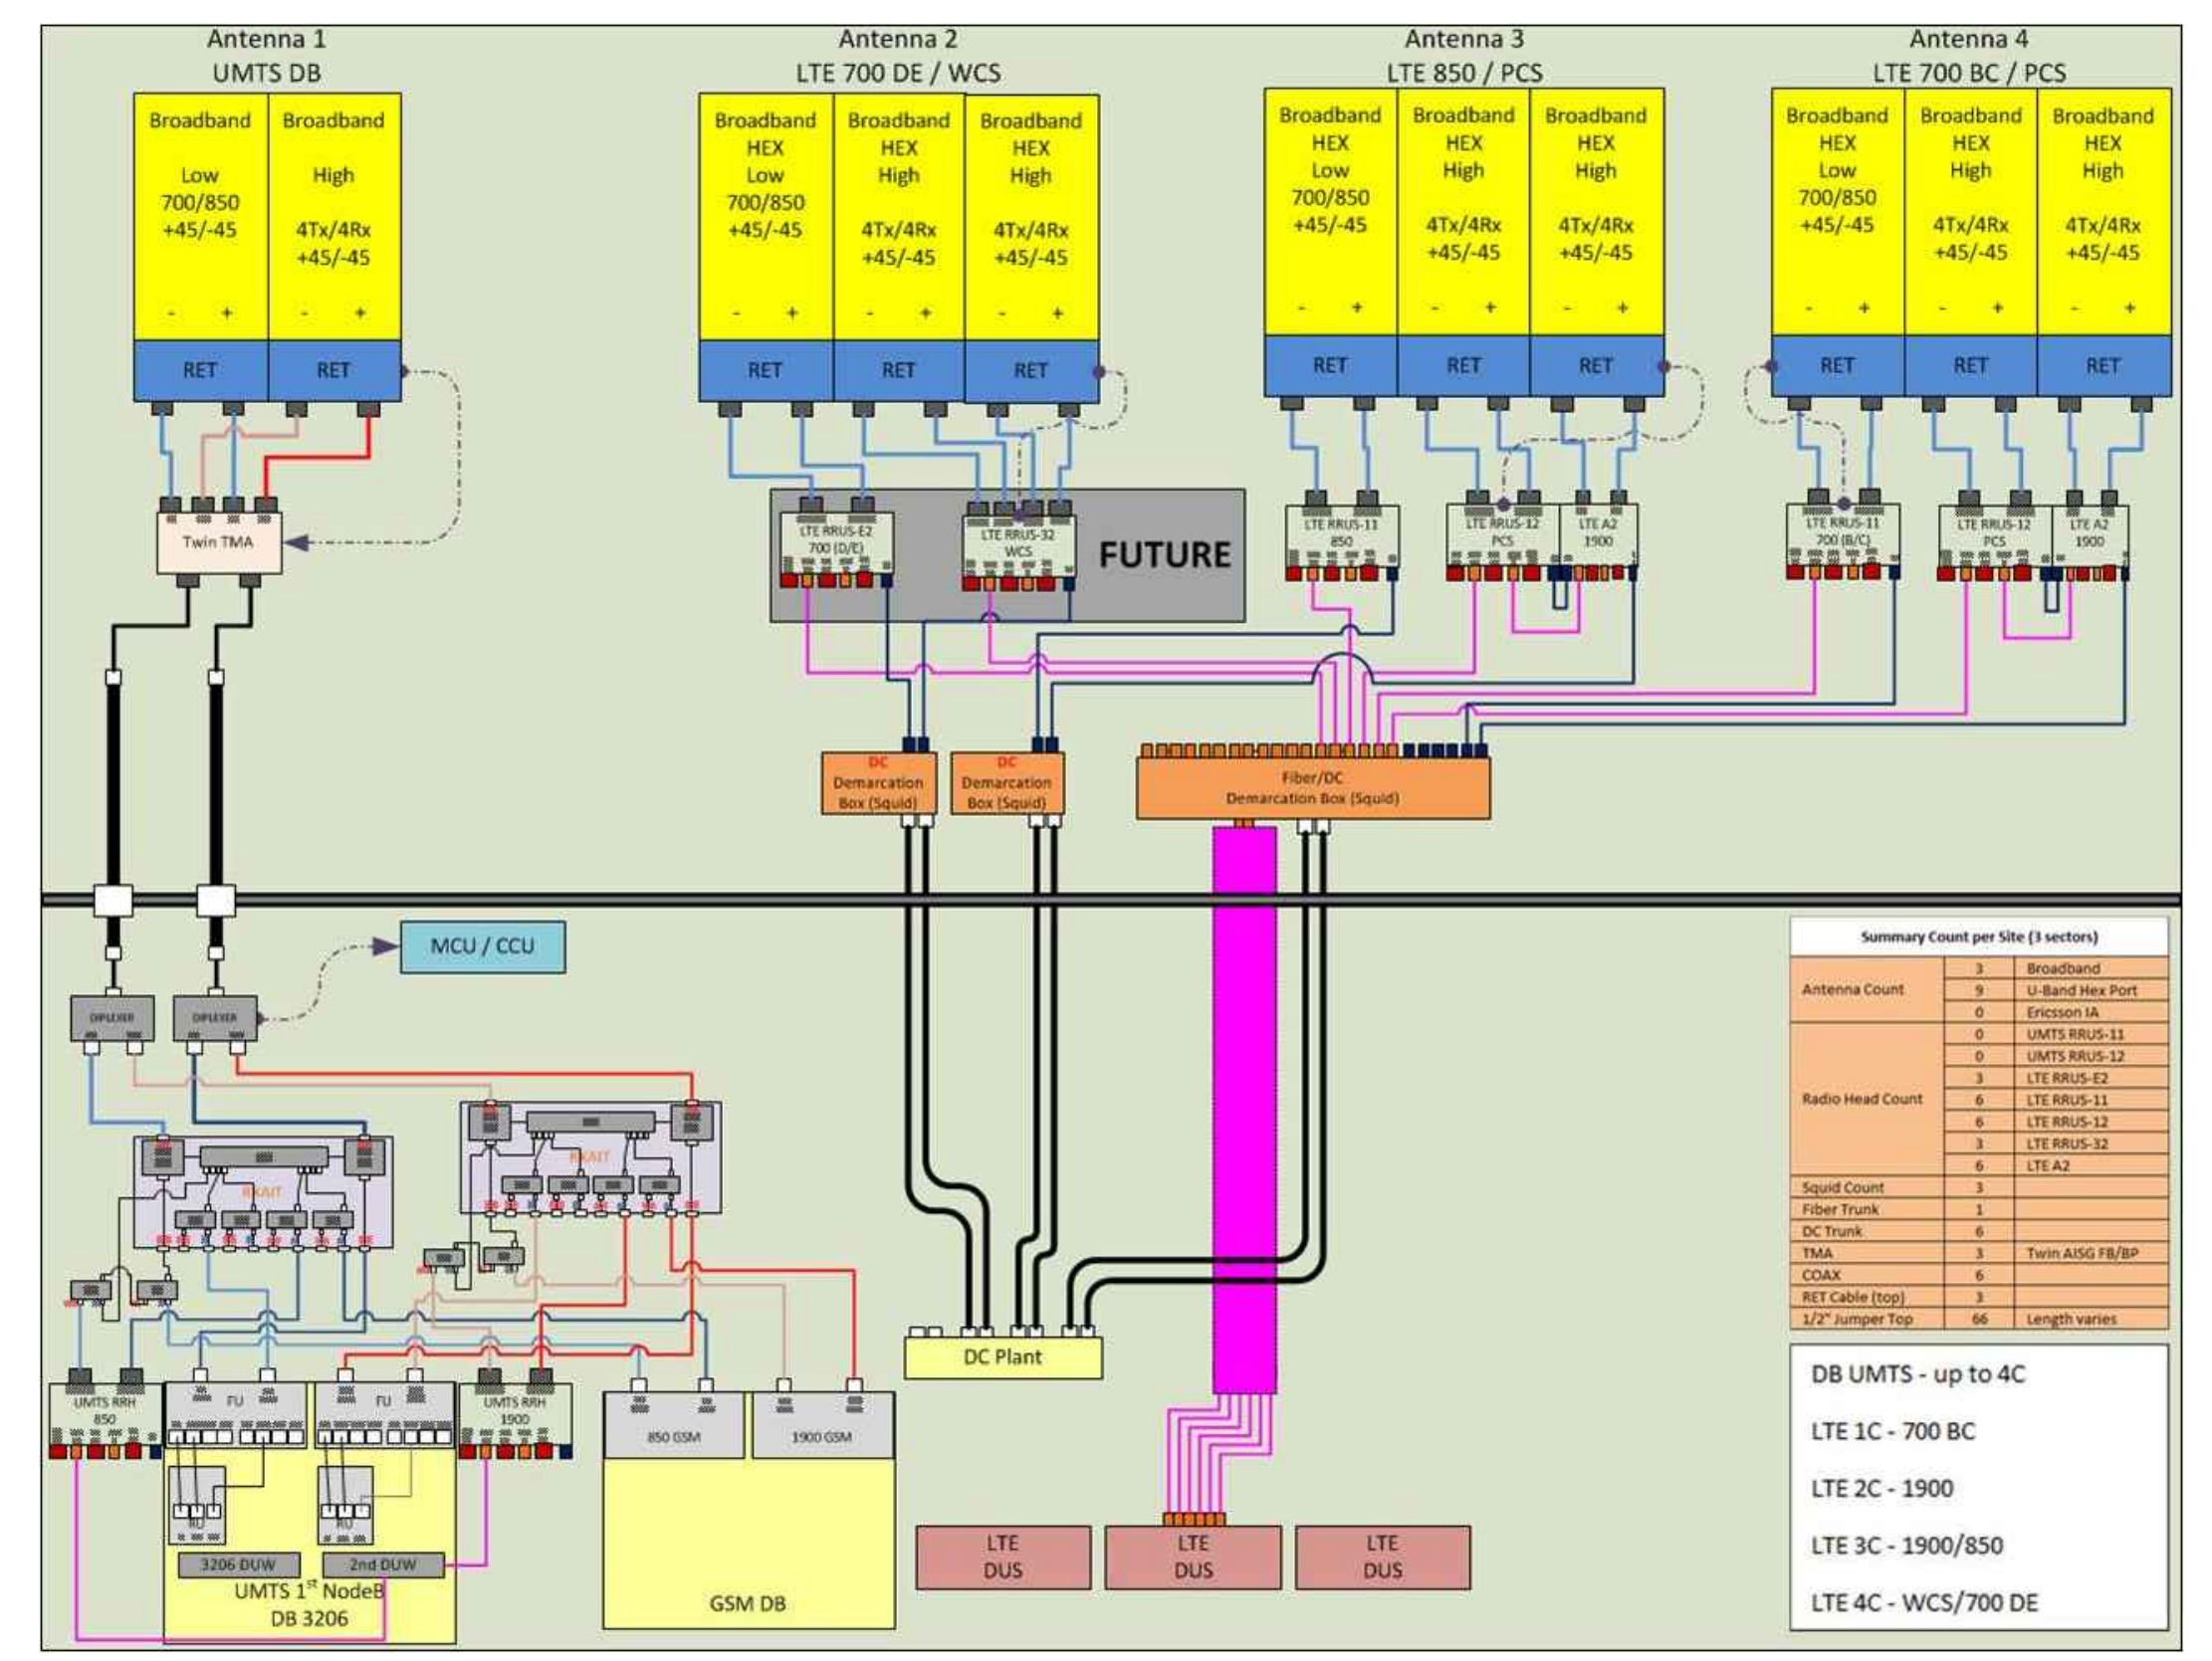 Antenna 1
UMTS DB
Antenna 2
LTE 700 DE / WCS
Antenna 3
LTE 850 / PCS
Antenna 4
LTE 700 BC / PCS
Broadband
Low
700/850
+45/-45
- +
Broadband
High
4Tx/4Rx
+45/-45
- +
Broadband
HEX
Low
700/850
+45/-45
- +
Broadband
HEX
High
4Tx/4Rx
+45/-45
- +
Broadband
HEX
High
4Tx/4Rx
+45/-45
- +
Broadband
HEX
Low
700/850
+45/-45
- +
Broadband
HEX
High
4Tx/4Rx
+45/-45
- +
Broadband
HEX
High
4Tx/4Rx
+45/-45
- +
Broadband
HEX
Low
700/850
+45/-45
- +
Broadband
HEX
High
4Tx/4Rx
+45/-45
- +
Broadband
HEX
High
4Tx/4Rx
+45/-45
- +
RET
RET
RET
RET
RET
RET
RET
RET
RET
RET
RET
Twin TMA
LTE RRUS-E2
700 (D/E)
LTE RRUS-32
WCS
FUTURE
LTE RRUS-11
850
LTE RRUS-12
PCS
LTE A2
1900
LTE RRUS-11
700 (B/C)
LTE RRUS-12
PCS
LTE A2
1900
DC
Demarcation
Box (Squid)
DC
Demarcation
Box (Squid)
Fiber/DC
Demarcation Box (Squid)
MCU / CCU
DIPLEXER
DIPLEXER
RXAIT
RXAIT
DC Plant
UMTS RRH
850
FU
FU
UMTS RRH
1900
850 GSM
1900 GSM
RU
RU
3206 DUW
2nd DUW
UMTS 1st NodeB
DB 3206
GSM DB
LTE
DUS
LTE
DUS
LTE
DUS
Summary Count per Site (3 sectors)
Antenna Count
3 Broadband
9 U-Band Hex Port
0 Ericsson IA
Radio Head Count
0 UMTS RRUS-11
0 UMTS RRUS-12
3 LTE RRUS-E2
6 LTE RRUS-11
6 LTE RRUS-12
3 LTE RRUS-32
6 LTE A2
Squid Count 3
Fiber Trunk 1
DC Trunk 6
TMA 3 Twin AISG FB/BP
COAX 6
RET Cable (top) 3
1/2" Jumper Top 66 Length varies
DB UMTS - up to 4C
LTE 1C - 700 BC
LTE 2C - 1900
LTE 3C - 1900/850
LTE 4C - WCS/700 DE